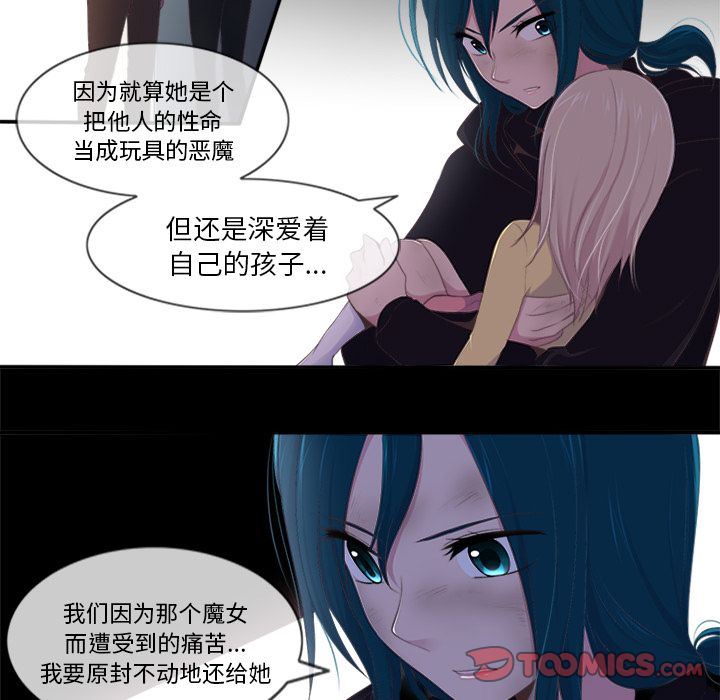 因为就算她是个
把他人的性命
当成玩具的恶魔
但还是深爱着
自己的孩子...
我们因为那个魔女
而遭受到的痛苦...
我要原封不动地还给她
TOOMICS.COM